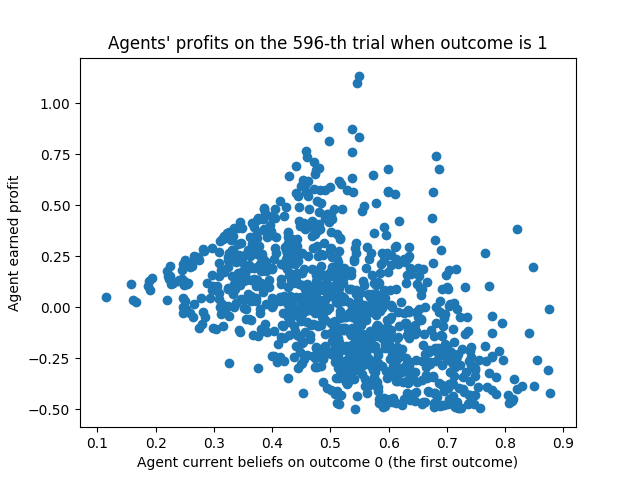 Agents' profits on the 596-th trial when outcome is 1
1.00
0.75
0.50
0.25
0.00
−0.25
−0.50
Agent earned profit
0.1 0.2 0.3 0.4 0.5 0.6 0.7 0.8 0.9
Agent current beliefs on outcome 0 (the first outcome)